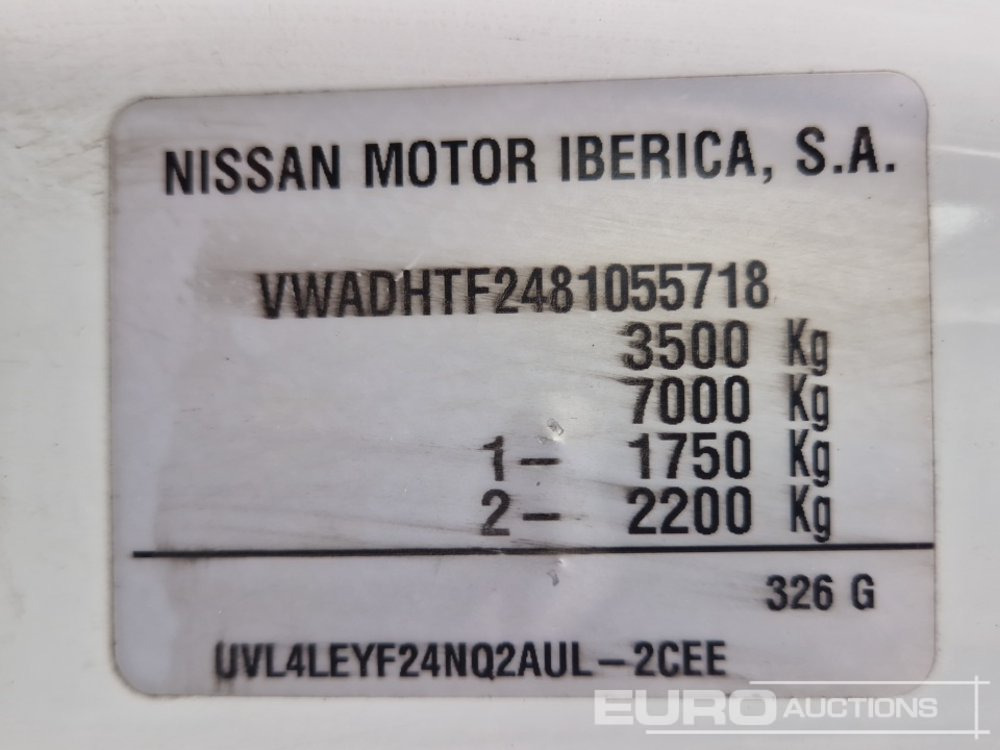 NISSAN MOTOR IBERICA, S.A.
VWADHTF2481055718
3500 Kg
7000 Kg
1- 1750 Kg
2- 2200 Kg
326 G
UVL4LEYF24NQ2AUL-2CEE
EURO AUCTIONS